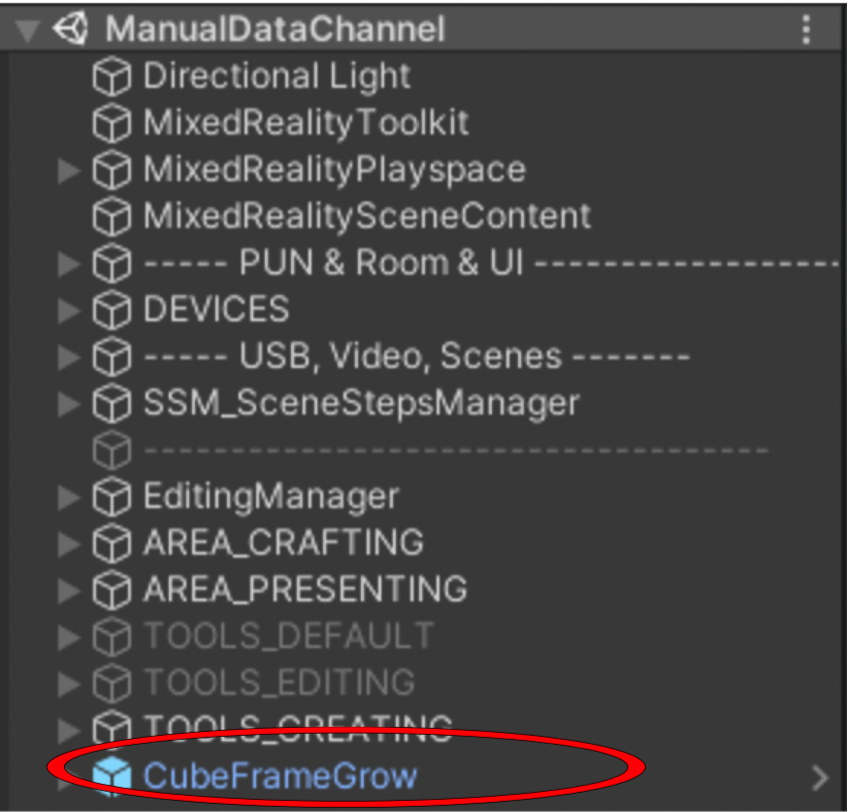 ManualDataChannel
Directional Light
MixedRealityToolkit
MixedRealityPlayspace
MixedRealitySceneContent
----- PUN & Room & UI ------------------
DEVICES
----- USB, Video, Scenes -------
SSM_SceneStepsManager
------------------------------------
EditingManager
AREA_CRAFTING
AREA_PRESENTING
TOOLS_DEFAULT
TOOLS_EDITING
TOOLS_CREATING
CubeFrameGrow